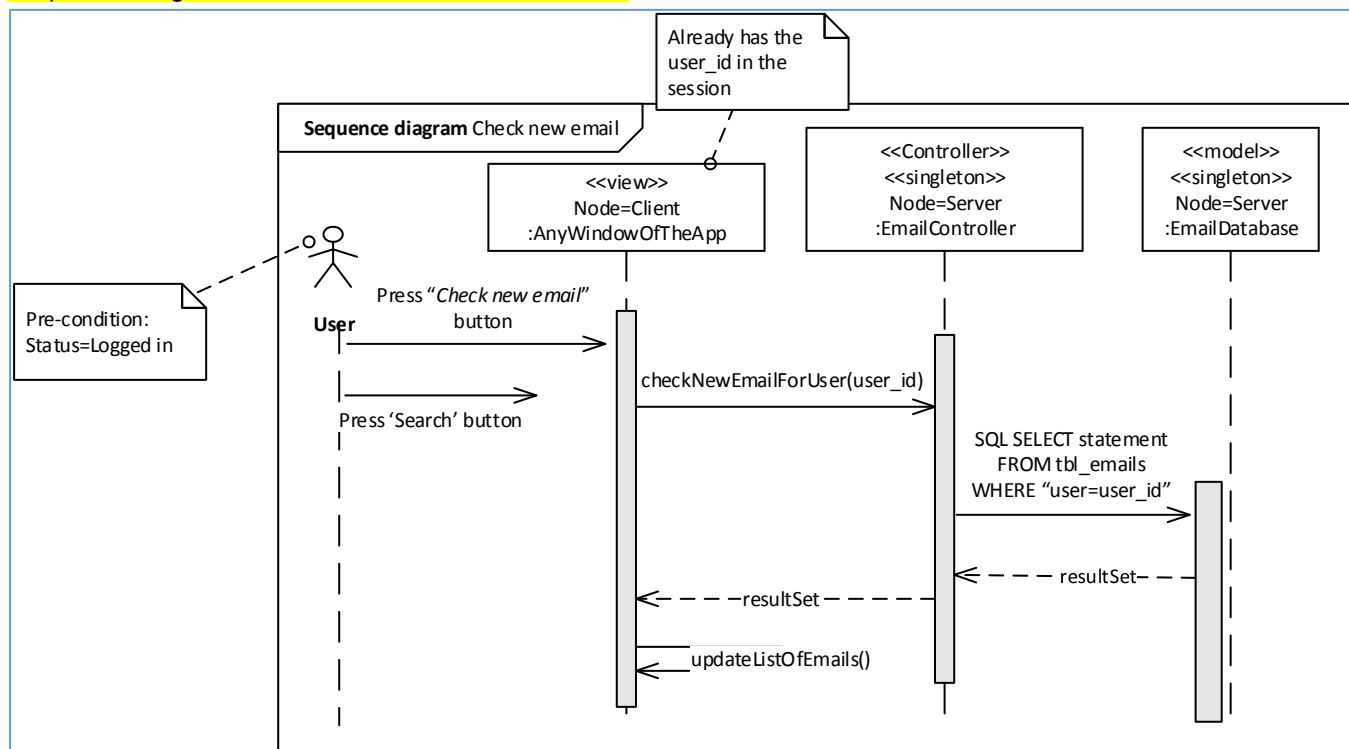 Already has the
user_id in the
session
Sequence diagram Check new email
<<view>>
Node=Client
:AnyWindowOfTheApp
<<Controller>>
<<singleton>>
Node=Server
:EmailController
<<model>>
<<singleton>>
Node=Server
:EmailDatabase
Pre-condition:
Status=Logged in
User
Press “Check new email”
button
Press ‘Search’ button
checkNewEmailForUser(user_id)
SQL SELECT statement
FROM tbl_emails
WHERE “user=user_id”
resultSet
resultSet
updateListOfEmails()